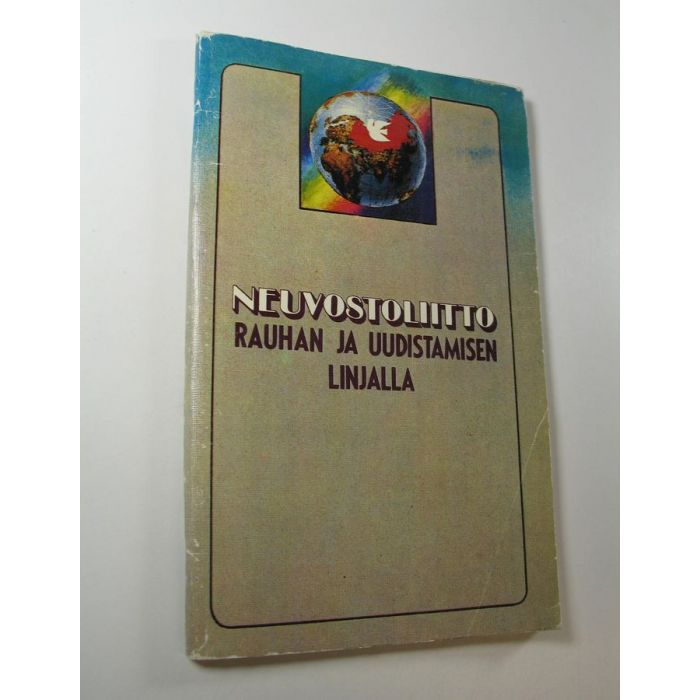 NEUVOSTOLIITTO
RAUHAN JA UUDISTAMISEN
LINJALLA